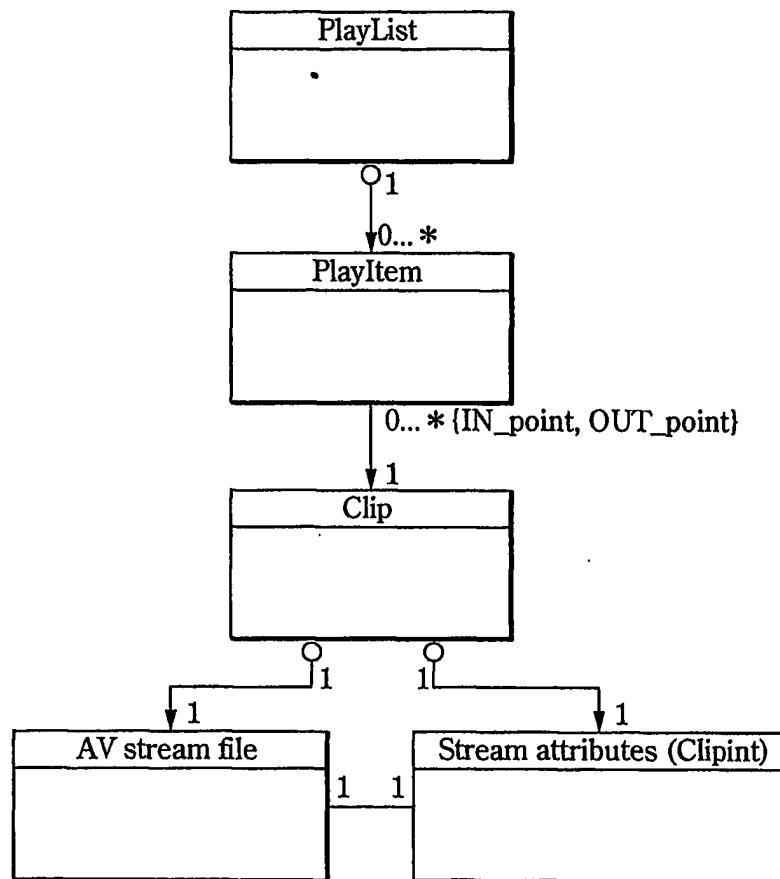 PlayList
1
0... *
PlayItem
0... * {IN_point, OUT_point}
1
Clip
1
1
1
1
AV stream file
Stream attributes (Clipint)
1
1